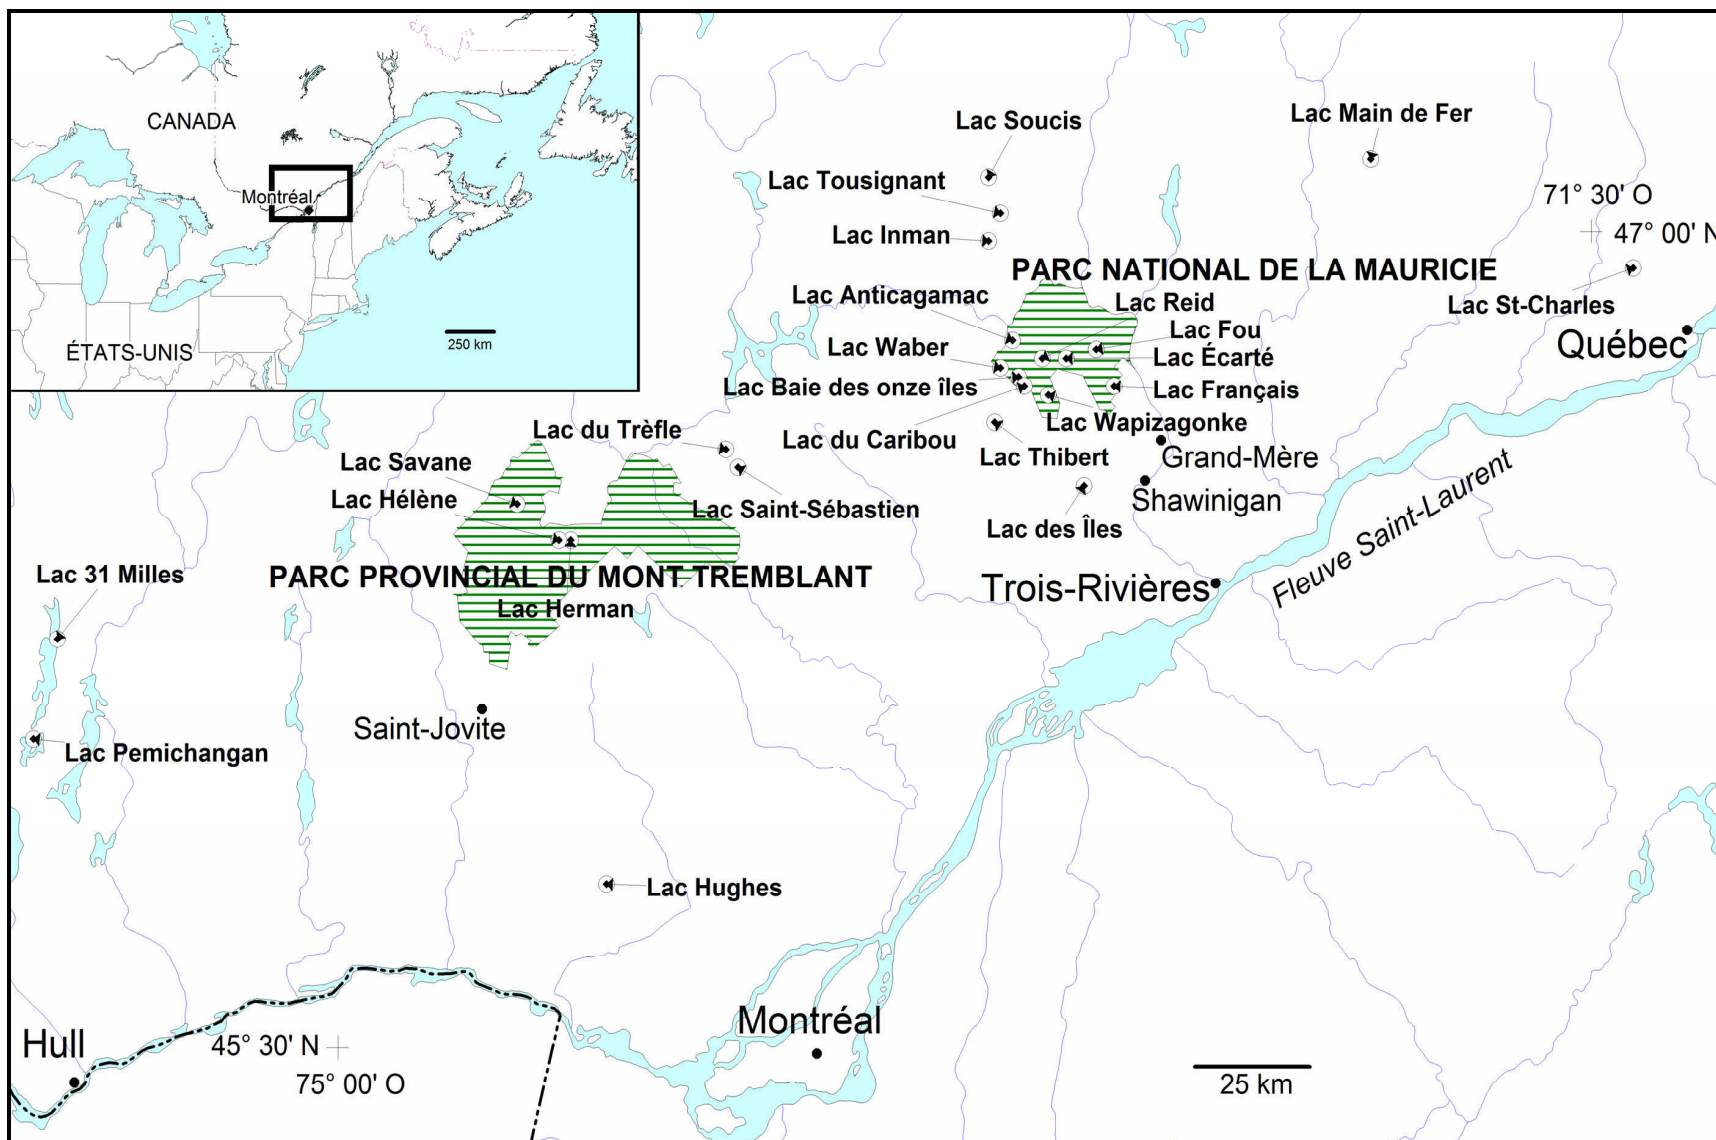 CANADA
Montréal
ÉTATS-UNIS
250 km
Lac Soucis
Lac Main de Fer
Lac Tousignant
71° 30' O
Lac Inman
47° 00' N
PARC NATIONAL DE LA MAURICIE
Lac Anticagamac
Lac Reid
Lac St-Charles
Lac Fou
Québec
Lac Waber
Lac Écarté
Lac Baie des onze îles
Lac Français
Lac Wapizagonke
Lac du Trèfle
Lac du Caribou
Lac Thibert
Grand-Mère
Lac Savane
Lac Hélène
Shawinigan
Lac Saint-Sébastien
Lac des Îles
Fleuve Saint-Laurent
Lac 31 Milles
PARC PROVINCIAL DU MONT TREMBLANT
Trois-Rivières
Lac Herman
Saint-Jovite
Lac Pemichangan
Lac Hughes
Montréal
Hull
45° 30' N
75° 00' O
25 km